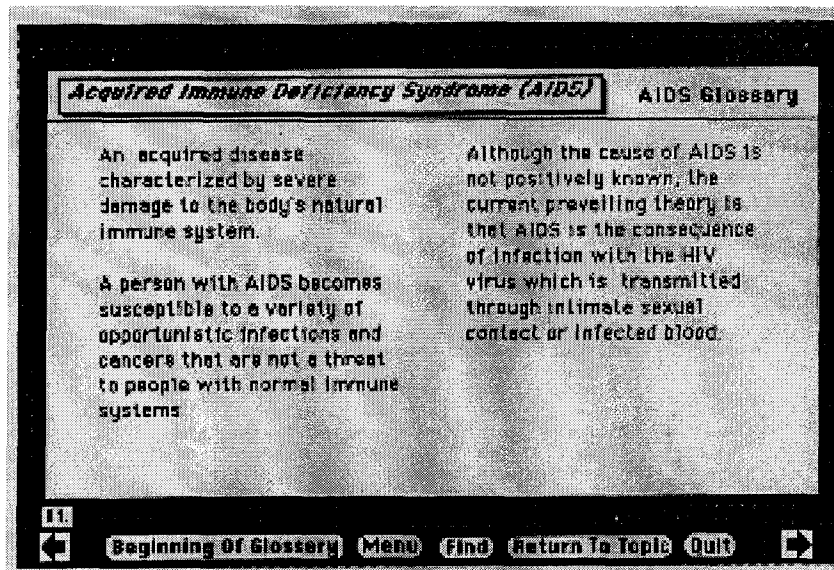 Acquired Immune Deficiency Syndrome (AIDS)
AIDS Glossary
An acquired disease
characterized by severe
damage to the body's natural
immune system.
A person with AIDS becomes
susceptible to a variety of
opportunistic infections and
cancers that are not a threat
to people with normal immune
systems
Although the cause of AIDS is
not positively known, the
current prevailing theory is
that AIDS is the consequence
of infection with the HIV
virus which is transmitted
through intimate sexual
contact or infected blood.
11.
Beginning Of Glossary Menu Find Return To Topic Quit